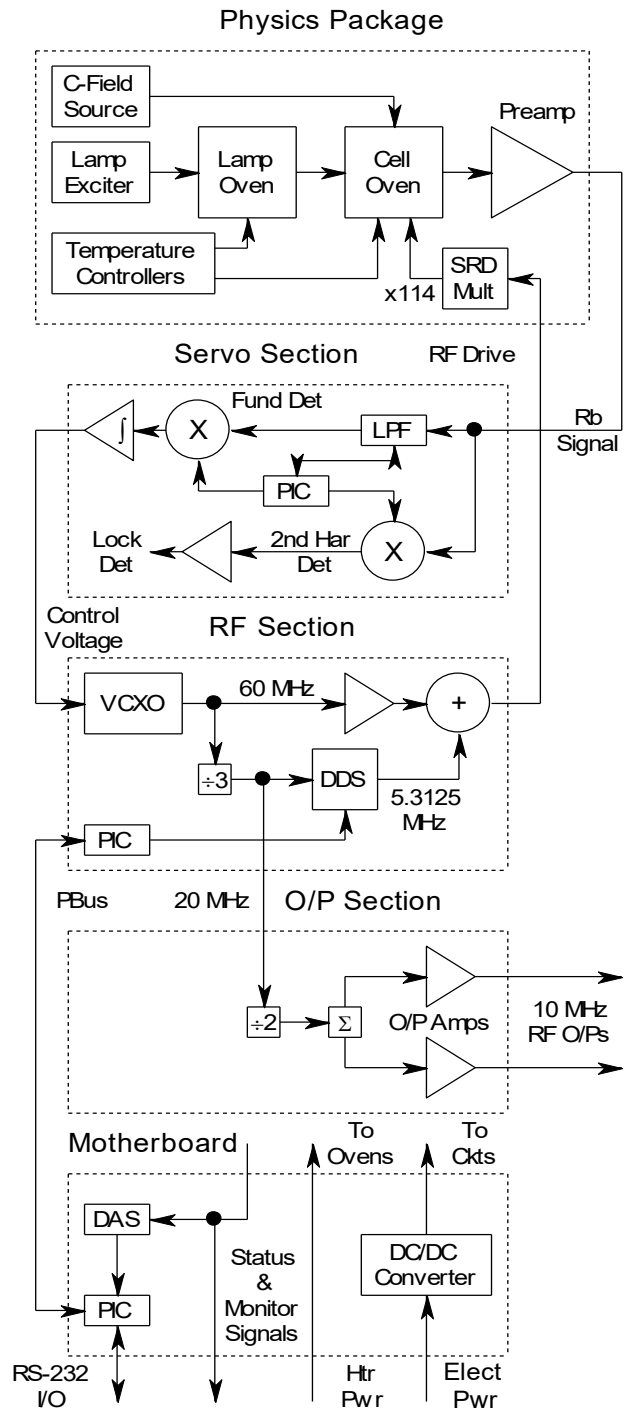 Physics Package
C-Field
Source
Preamp
Lamp
Exciter
Lamp
Oven
Cell
Oven
Temperature
Controllers
x114
SRD
Mult
Servo Section
RF Drive
Fund Det
Rb
Signal
∫
X
LPF
PIC
Lock
Det
2nd Har
Det
X
Control
Voltage
RF Section
VCXO
60 MHz
+
÷3
DDS
5.3125
MHz
PIC
PBus
20 MHz
O/P Section
÷2
Σ
O/P Amps
10 MHz
RF O/Ps
Motherboard
To
Ovens
To
Ckts
DAS
Status
&
Monitor
Signals
DC/DC
Converter
PIC
RS-232
I/O
Htr
Pwr
Elect
Pwr